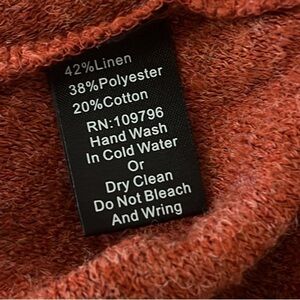 42%Linen
38%Polyester
20%Cotton
RN:109796
Hand Wash
In Cold Water
Or
Dry Clean
Do Not Bleach
And Wring